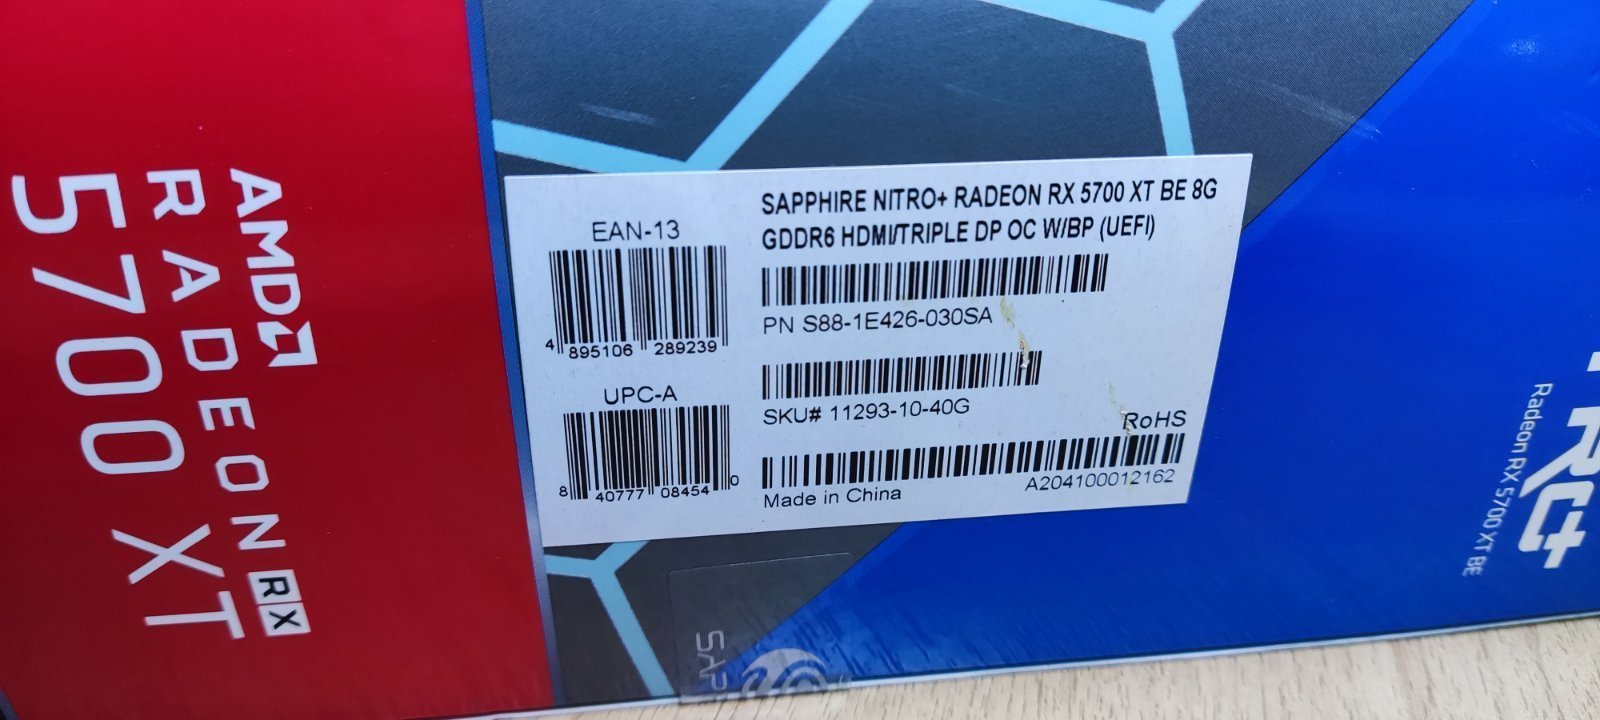 AMD
RADEON RX
5700 XT
EAN-13
4 895106 289239
UPC-A
8 40777 08454 0
SAPPHIRE NITRO+ RADEON RX 5700 XT BE 8G
GDDR6 HDMI/TRIPLE DP OC W/BP (UEFI)
PN S88-1E426-030SA
SKU# 11293-10-40G
RoHS
Made in China
A204100012162
Radeon RX 5700 XT BE